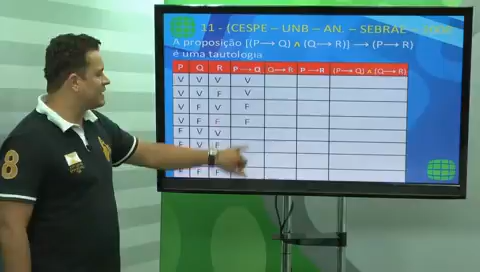 11 - (CESPE – UNB – AN. – SEBRAE –
A proposição [(P⟶ Q) ∧ (Q⟶ R)] ⟶ (P⟶ R)
é uma tautologia.
P Q R P⟶Q Q⟶R P⟶R (P⟶Q) ∧ (Q⟶R)
V V V V
V V F V
V F V F
V F F F
F V V
F V F
F F V
F F F
8